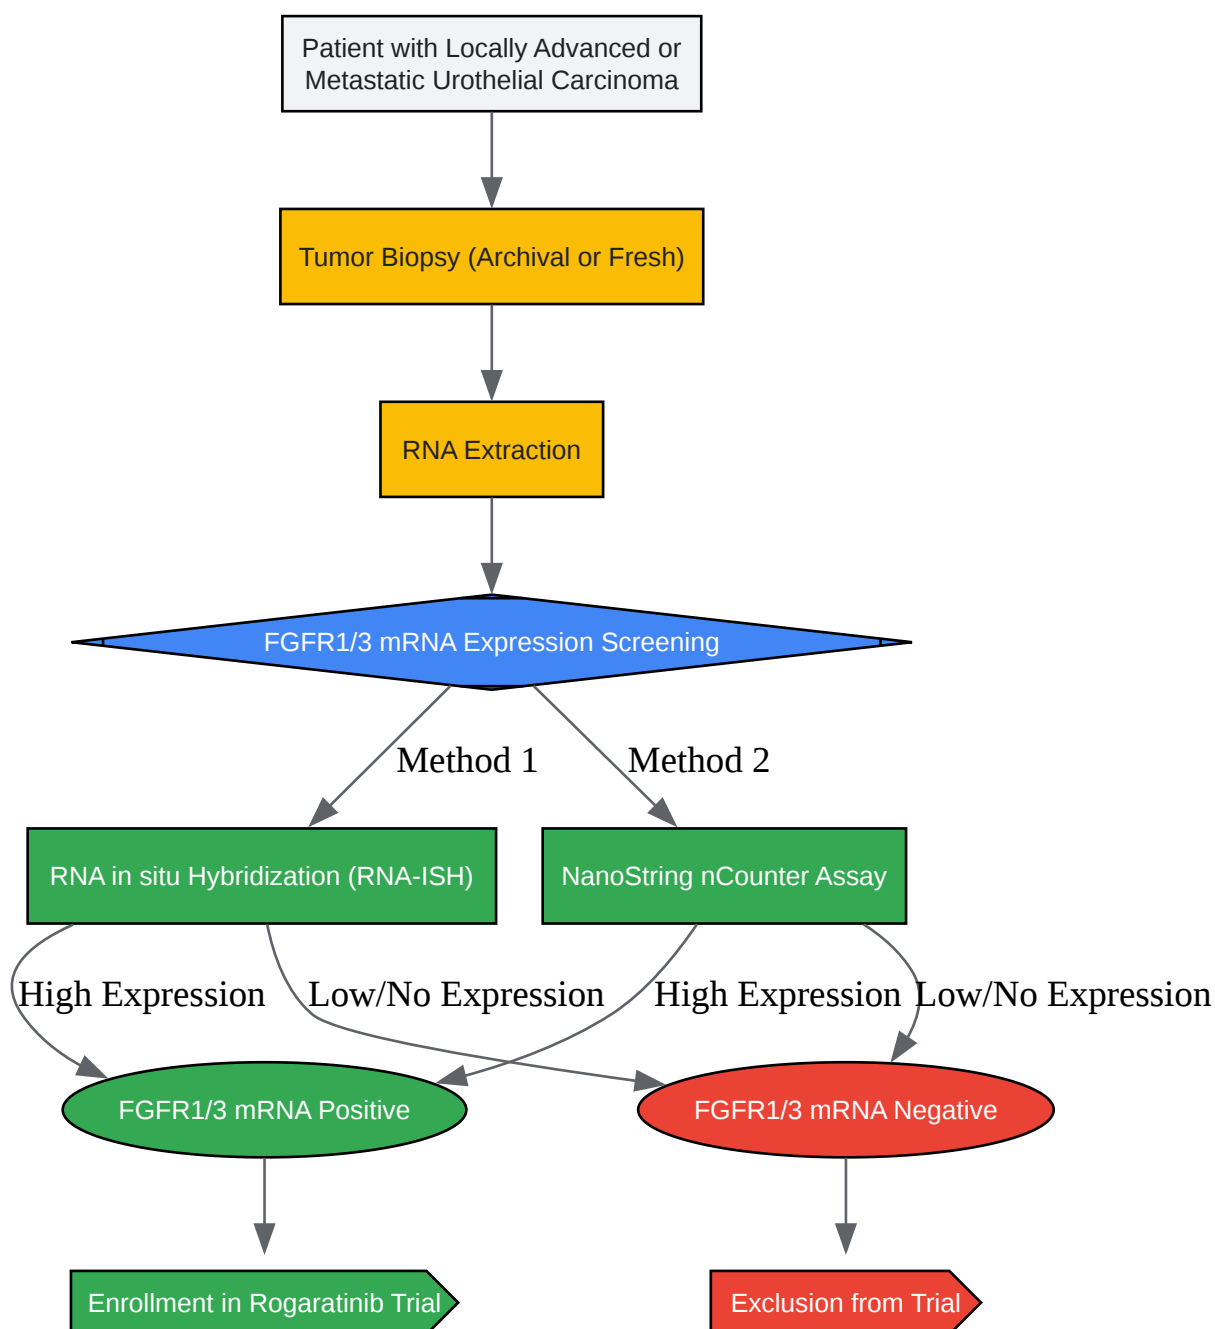 Patient with Locally Advanced or
Metastatic Urothelial Carcinoma
Tumor Biopsy (Archival or Fresh)
RNA Extraction
FGFR1/3 mRNA Expression Screening
Method 1
Method 2
RNA in situ Hybridization (RNA-ISH)
NanoString nCounter Assay
High Expression
Low/No Expression
High Expression
Low/No Expression
FGFR1/3 mRNA Positive
FGFR1/3 mRNA Negative
Enrollment in Rogaratinib Trial
Exclusion from Trial